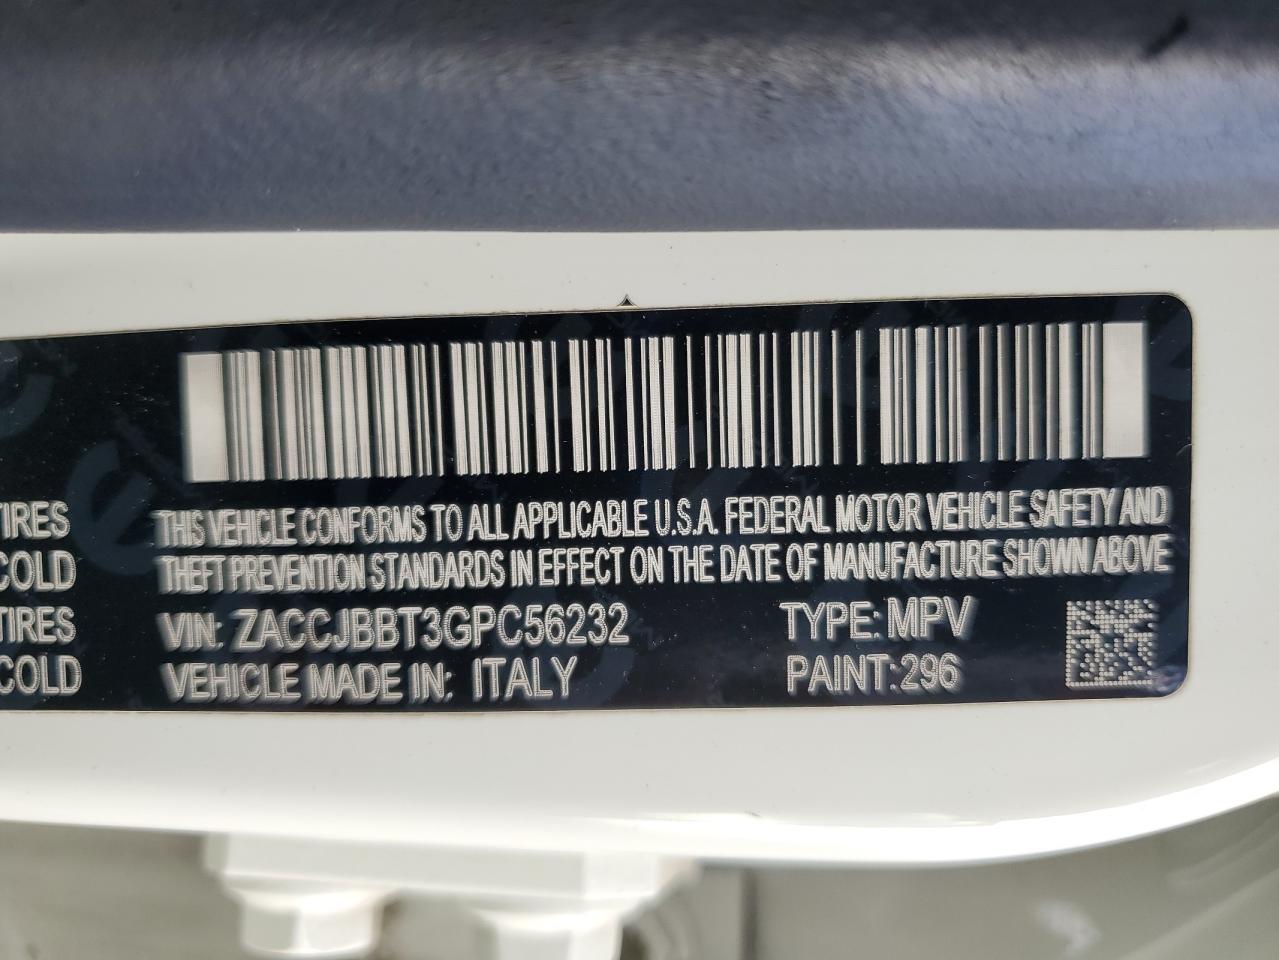 TIRES
COLD
TIRES
COLD
THIS VEHICLE CONFORMS TO ALL APPLICABLE U.S.A. FEDERAL MOTOR VEHICLE SAFETY AND
THEFT PREVENTION STANDARDS IN EFFECT ON THE DATE OF MANUFACTURE SHOWN ABOVE
VIN: ZACCJBBT3GPC56232 TYPE: MPV
VEHICLE MADE IN: ITALY PAINT: 296